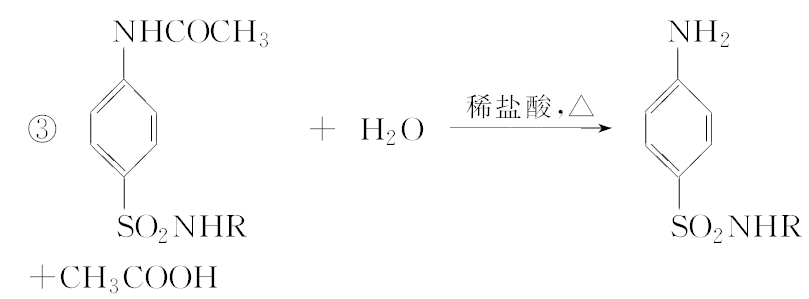 NHCOCH₃ NH₂
③ + H₂O 稀盐酸,△
SO₂NHR SO₂NHR
+CH₃COOH